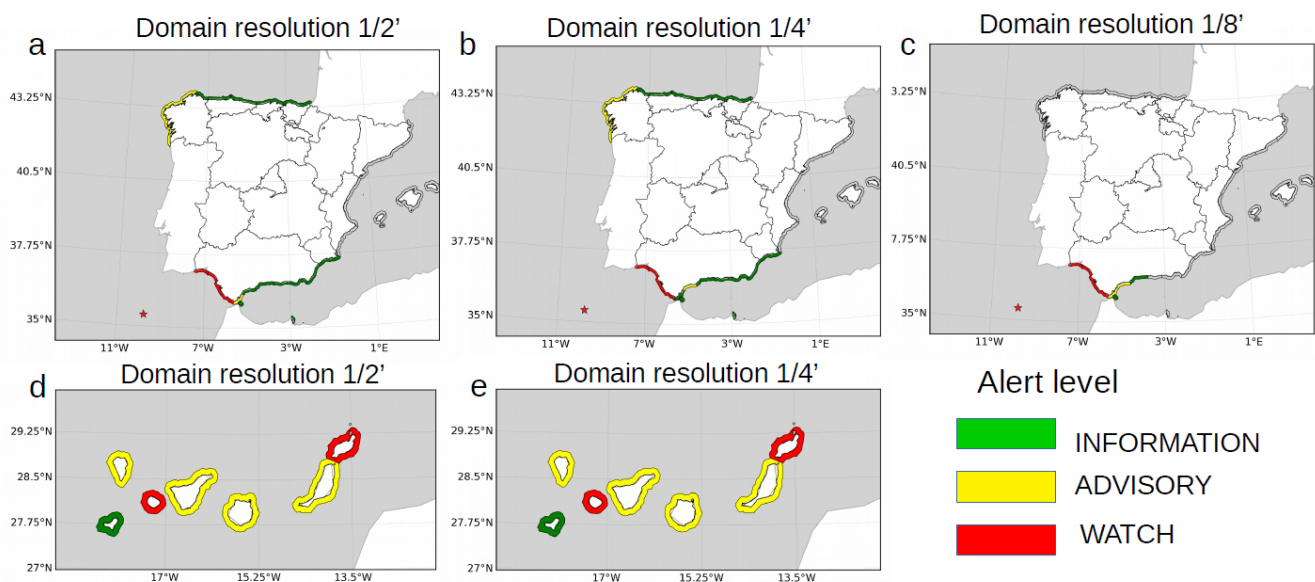 Domain resolution 1/2'
Domain resolution 1/4'
Domain resolution 1/8'
a
b
c
43.25°N
40.5°N
37.75°N
35°N
11°W
7°W
3°W
1°E
43.25°N
40.5°N
37.75°N
35°N
11°W
7°W
3°W
1°E
3.25°N
40.5°N
7.75°N
35°N
11°W
7°W
3°W
1°E
Domain resolution 1/2'
Domain resolution 1/4'
d
e
29.25°N
28.5°N
27.75°N
27°N
17°W
15.25°W
13.5°W
29.25°N
28.5°N
27.75°N
27°N
17°W
15.25°W
13.5°W
Alert level
INFORMATION
ADVISORY
WATCH